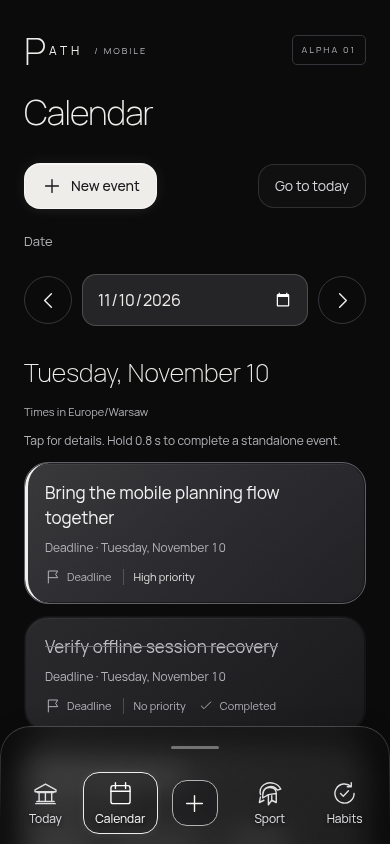 PATH / MOBILE
ALPHA 01
Calendar
New event
Go to today
Date
11/10/2026
Tuesday, November 10
Times in Europe/Warsaw
Tap for details. Hold 0.8 s to complete a standalone event.
Bring the mobile planning flow
together
Deadline · Tuesday, November 10
Deadline High priority
Verify offline session recovery
Deadline · Tuesday, November 10
Deadline No priority Completed
Today Calendar Sport Habits